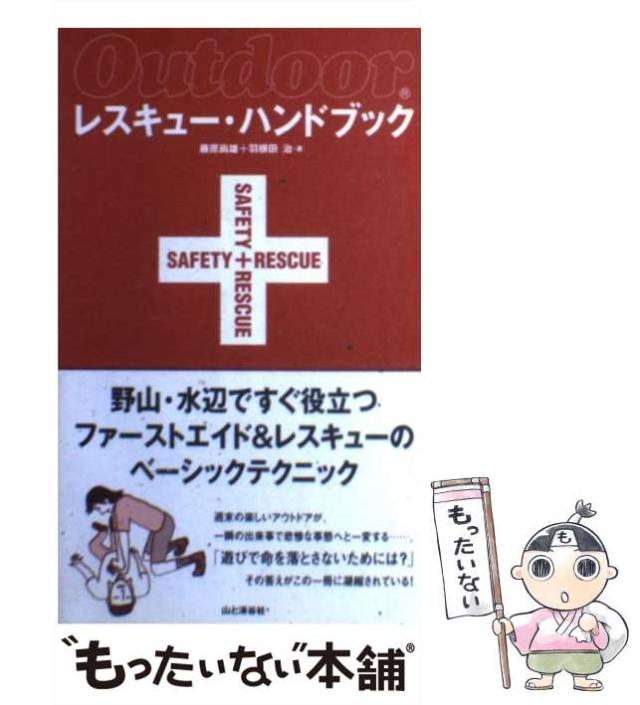 Outdoor®
レスキュー・ハンドブック
藤原尚雄+羽根田 治・著
SAFETY+RESCUE
SAFETY+RESCUE
野山・水辺ですぐ役立つ
ファーストエイド&レスキューの
ベーシックテクニック
週末の楽しいアウトドアが、
一瞬の出来事で悲惨な事態へと一変する……。
「遊びで命を落とさないためには?」
その答えがこの一冊に凝縮されている!
山と溪谷社
"もったいない"本舗®
もったいない
も